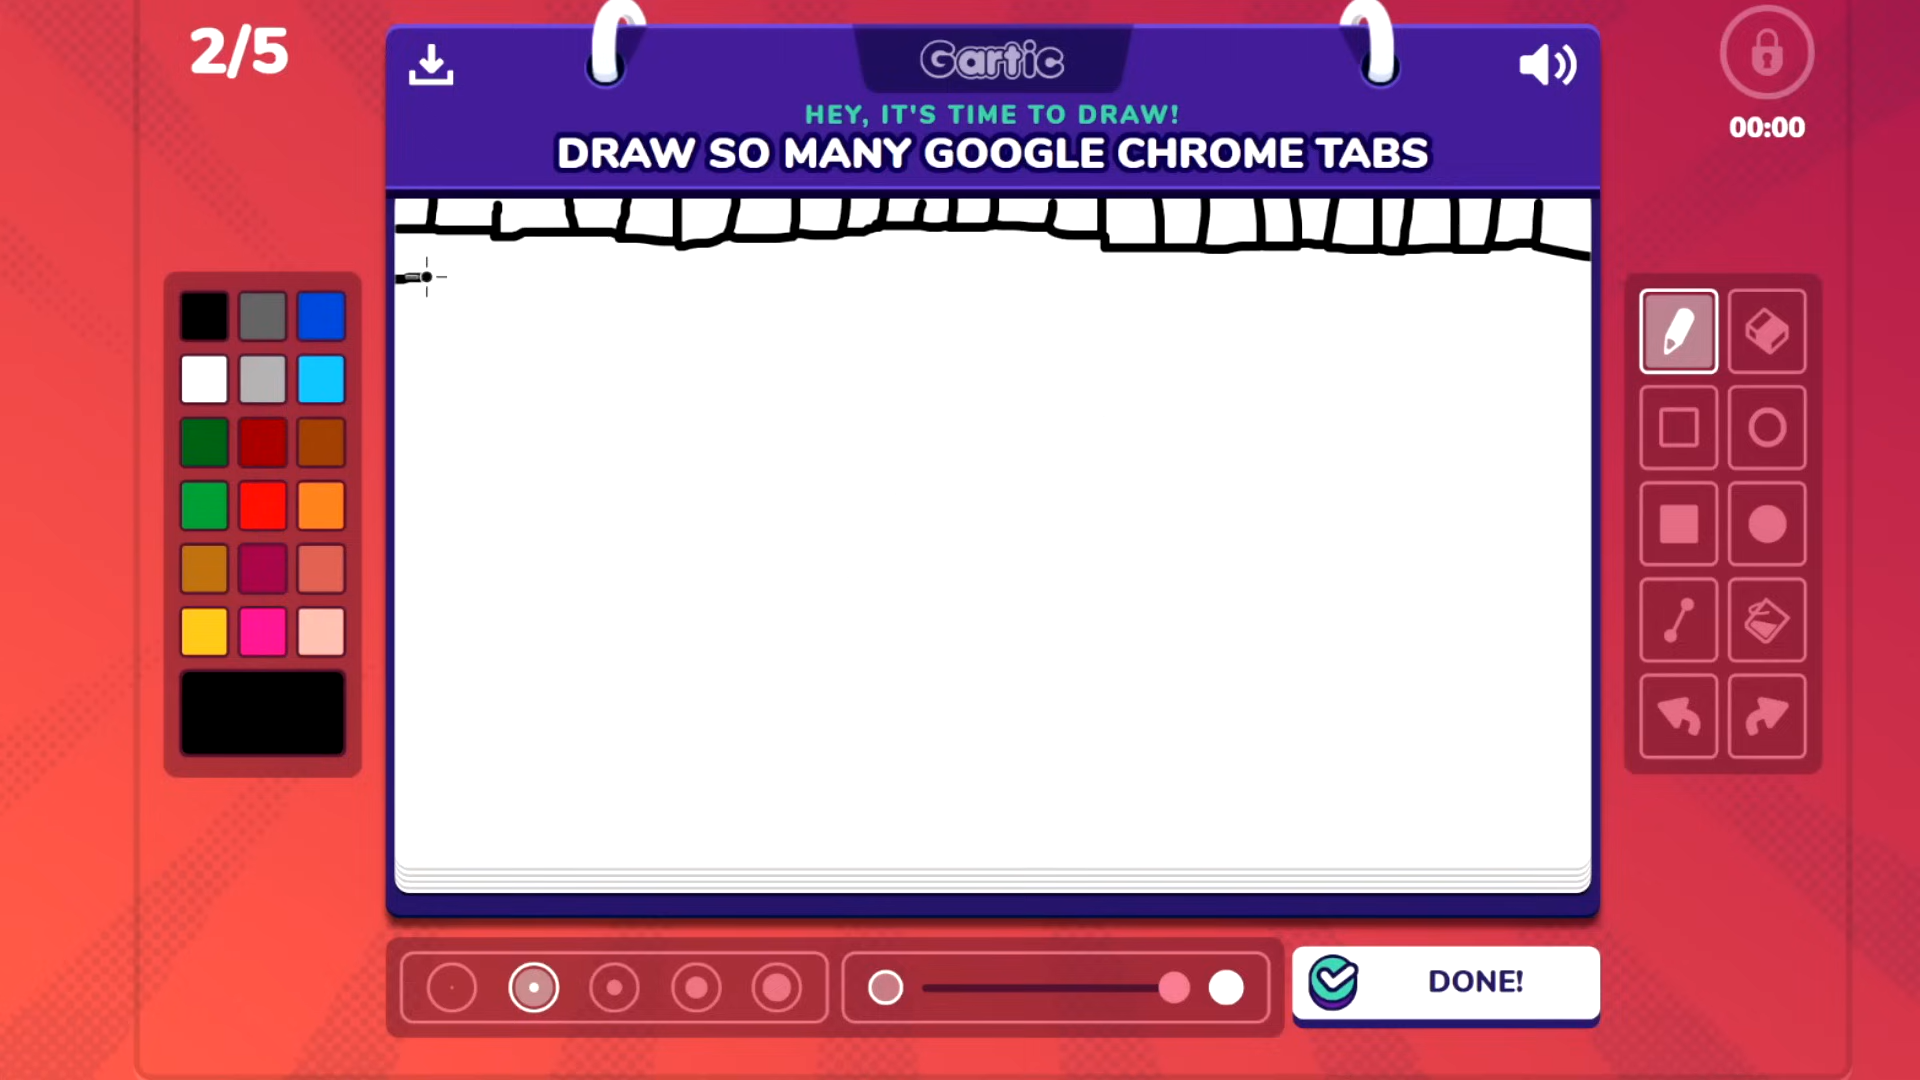 2/5
Gartic
HEY, IT'S TIME TO DRAW!
DRAW SO MANY GOOGLE CHROME TABS
00:00
DONE!